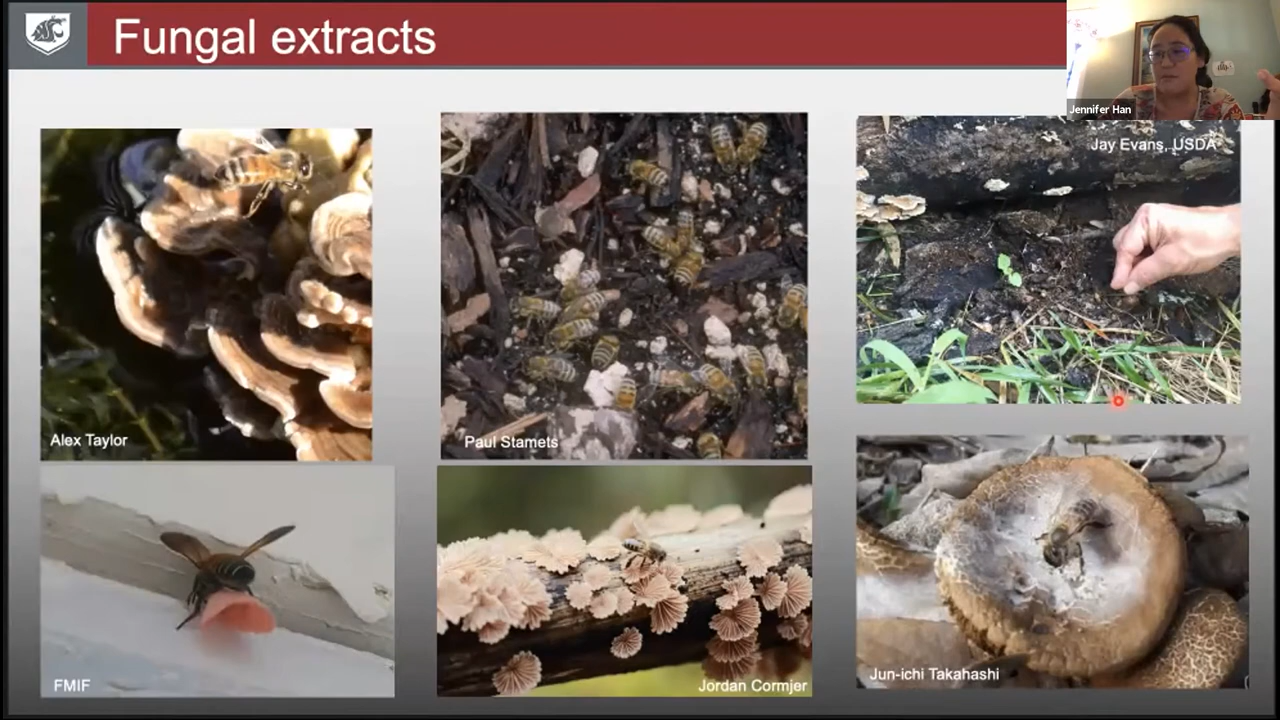 Fungal extracts
Jennifer Han
Jay Evans, USDA
Alex Taylor
Paul Stamets
FMIF
Jordan Cormjer
Jun-ichi Takahashi